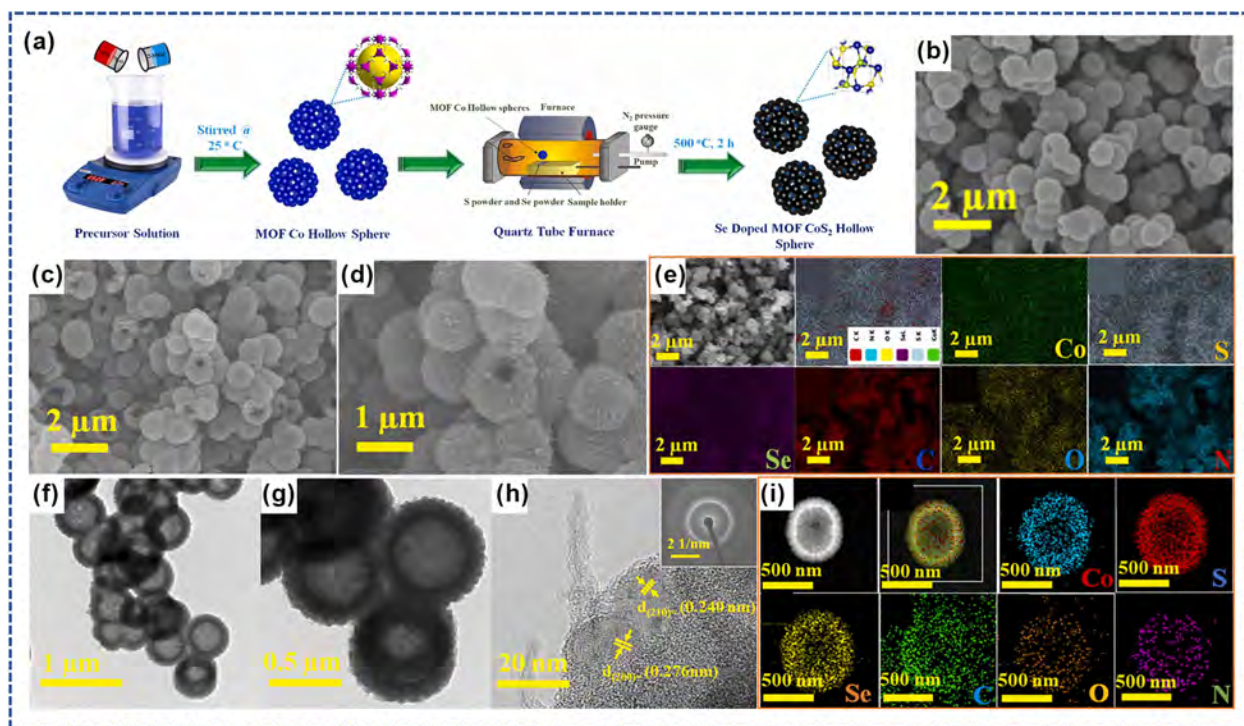 (a)
Stirred @
25 ° C
Precursor Solution
MOF Co Hollow Sphere
MOF Co Hollow spheres
Furnace
N2 pressure
gauge
Pump
S powder and Se powder
Sample holder
Quartz Tube Furnace
500 °C, 2 h
Se Doped MOF CoS2 Hollow
Sphere
(b)
2 µm
(c)
2 µm
(d)
1 µm
(e)
2 µm
C K
N K
O K
SeL
S K
CoK
2 µm
2 µm
Co
2 µm
S
2 µm
Se
2 µm
C
2 µm
O
2 µm
N
(f)
1 µm
(g)
0.5 µm
(h)
2 1/nm
d(210)- (0.240 nm)
d(200)- (0.276nm)
20 nm
(i)
500 nm
500 nm
500 nm
Co
500 nm
S
500 nm
Se
500 nm
C
500 nm
O
500 nm
N